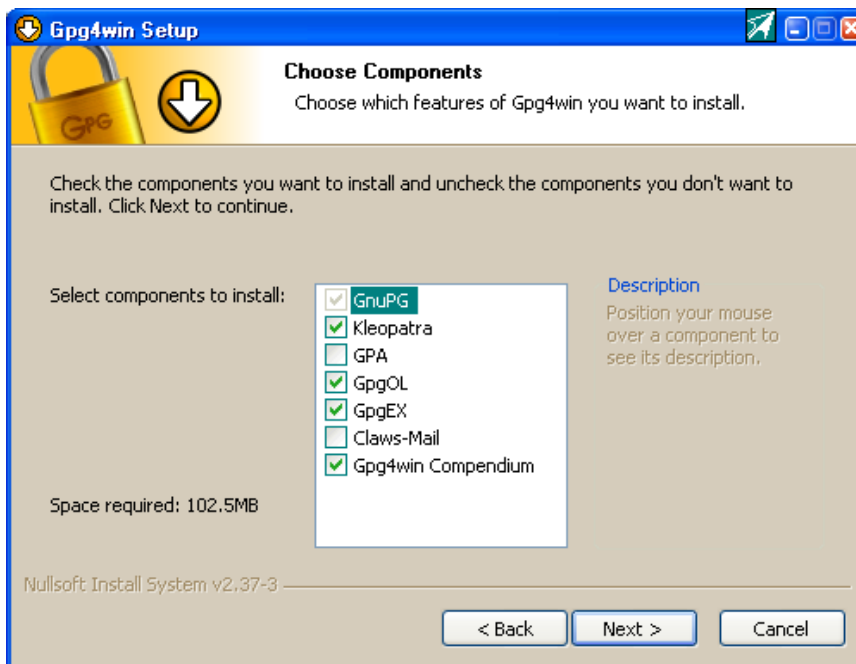 Gpg4win Setup
GPG
Choose Components
Choose which features of Gpg4win you want to install.
Check the components you want to install and uncheck the components you don't want to
install. Click Next to continue.
Select components to install:
GnuPG
Kleopatra
GPA
GpgOL
GpgEX
Claws-Mail
Gpg4win Compendium
Description
Position your mouse
over a component to
see its description.
Space required: 102.5MB
Nullsoft Install System v2.37-3
< Back
Next >
Cancel